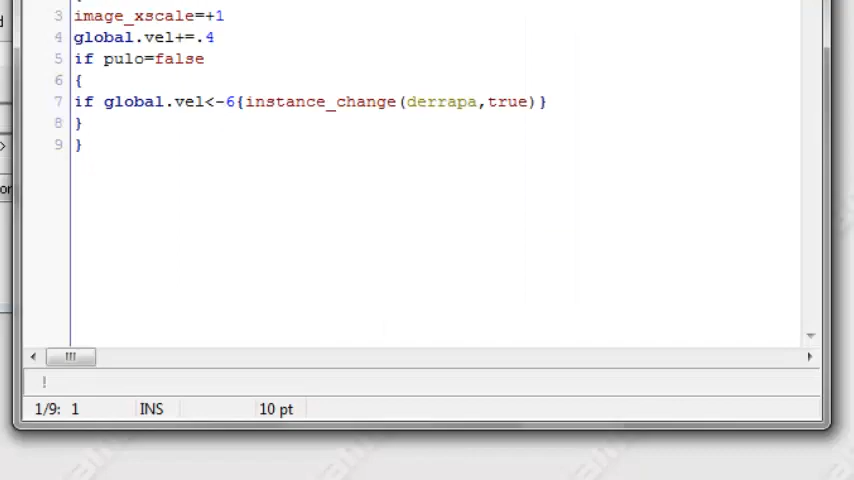 {
3 image_xscale=+1
4 global.vel+=.4
5 if pulo=false
6 {
7 if global.vel<-6{instance_change(derrapa,true)}
8 }
9 }
or
!
1/9: 1 INS 10 pt